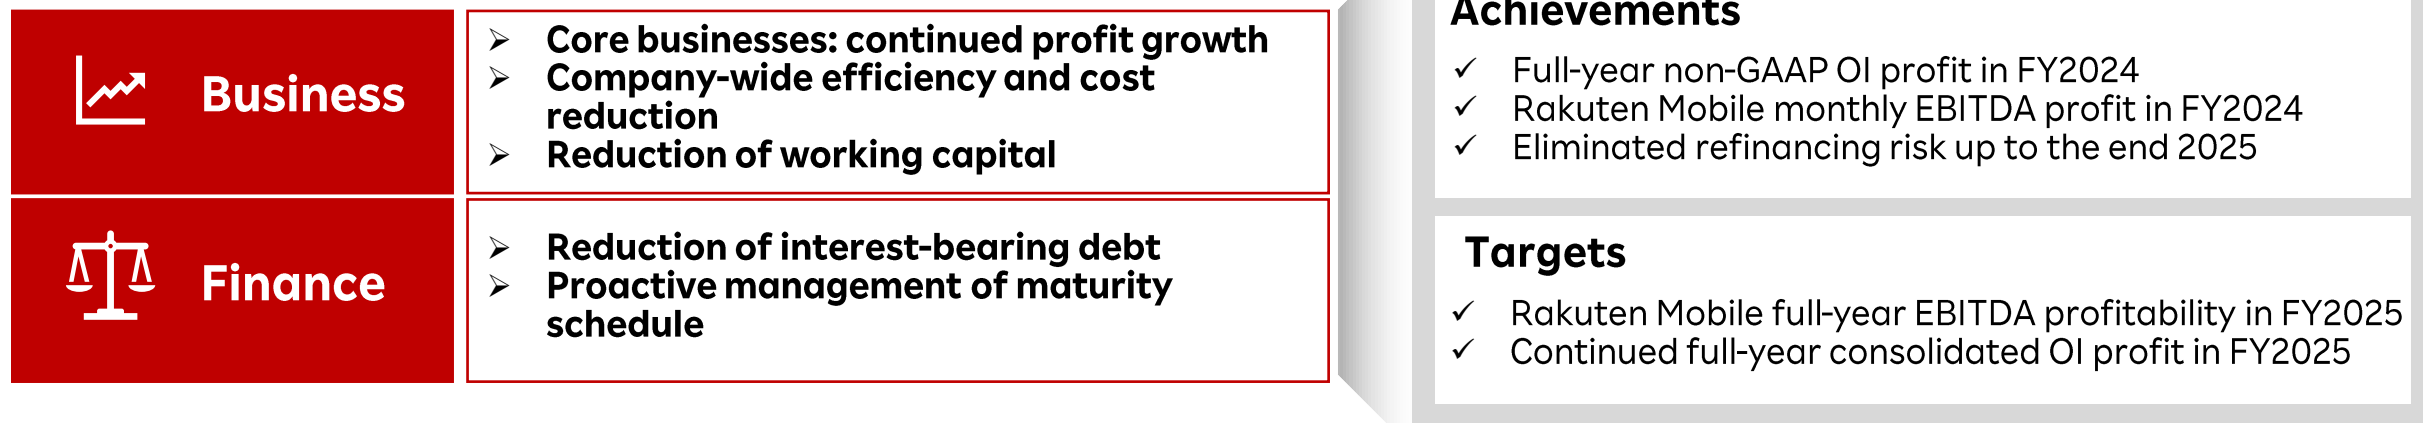 Business
Core businesses: continued profit growth
Company-wide efficiency and cost
reduction
Reduction of working capital
Finance
Reduction of interest-bearing debt
Proactive management of maturity
schedule
Achievements
Full-year non-GAAP OI profit in FY2024
Rakuten Mobile monthly EBITDA profit in FY2024
Eliminated refinancing risk up to the end 2025
Targets
Rakuten Mobile full-year EBITDA profitability in FY2025
Continued full-year consolidated OI profit in FY2025